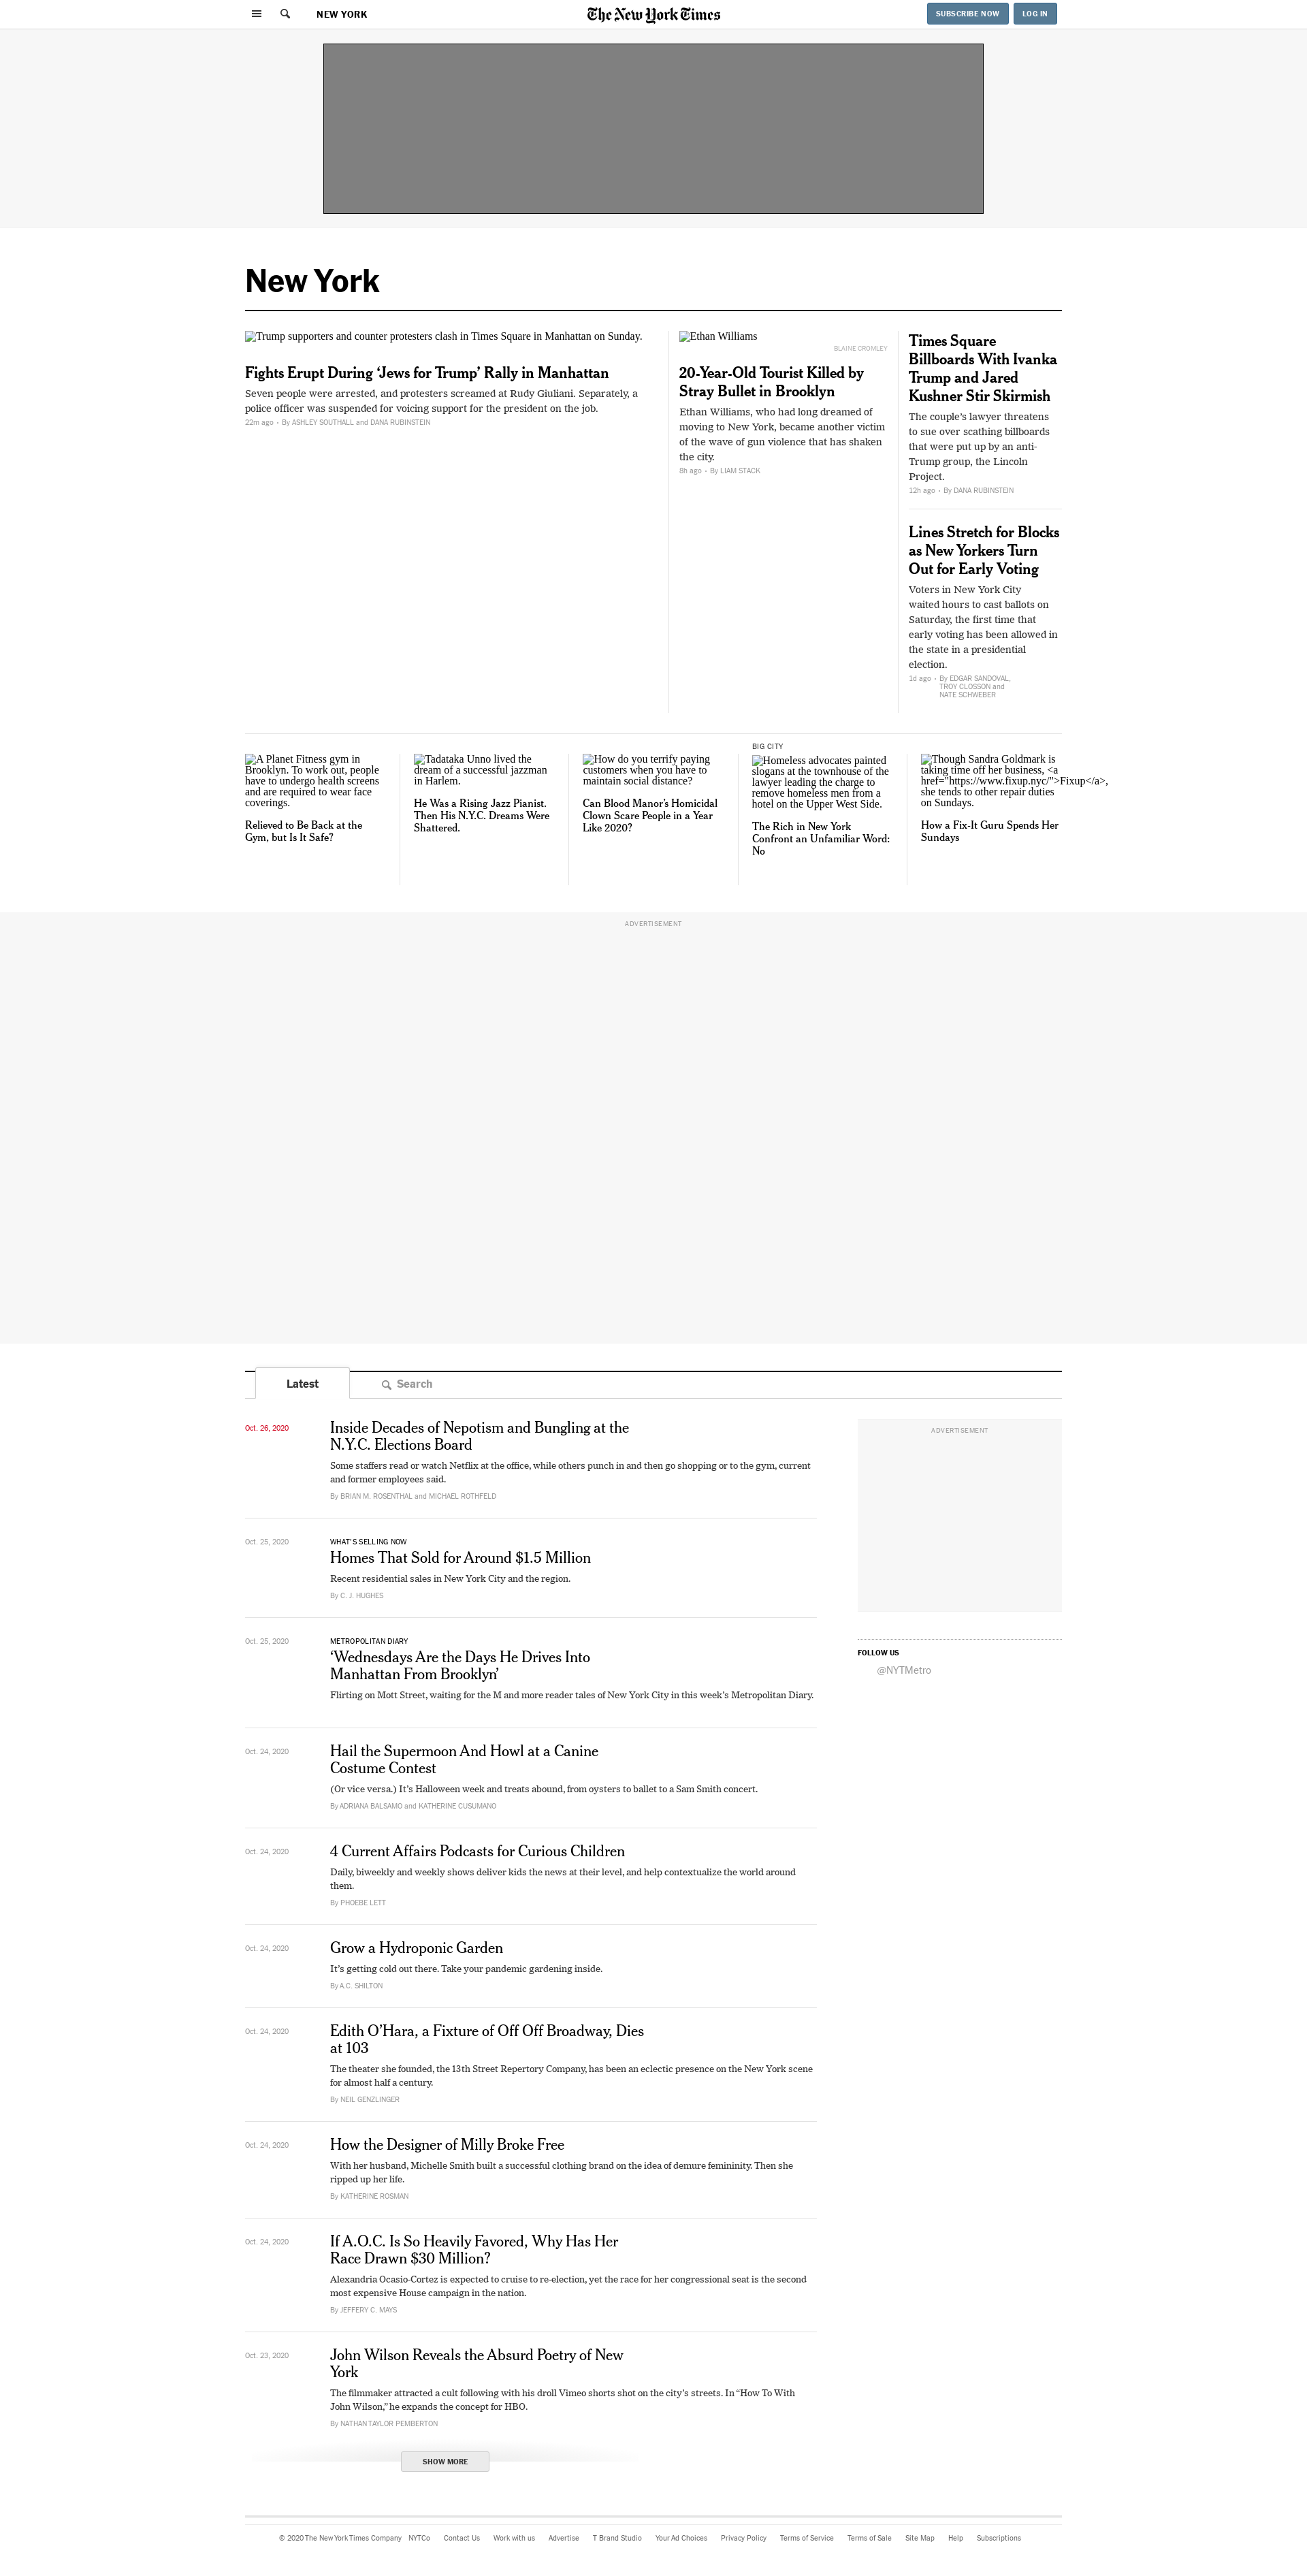 NEW YORK
The New York Times
SUBSCRIBE NOW
LOG IN
New York
Trump supporters and counter protesters clash in Times Square in Manhattan on Sunday.
Fights Erupt During ‘Jews for Trump’ Rally in Manhattan
Seven people were arrested, and protesters screamed at Rudy Giuliani. Separately, a
police officer was suspended for voicing support for the president on the job.
22m ago • By ASHLEY SOUTHALL and DANA RUBINSTEIN
Ethan Williams
BLAINE CROMLEY
20-Year-Old Tourist Killed by
Stray Bullet in Brooklyn
Ethan Williams, who had long dreamed of
moving to New York, became another victim
of the wave of gun violence that has shaken
the city.
8h ago • By LIAM STACK
Times Square
Billboards With Ivanka
Trump and Jared
Kushner Stir Skirmish
The couple’s lawyer threatens
to sue over scathing billboards
that were put up by an anti-
Trump group, the Lincoln
Project.
12h ago • By DANA RUBINSTEIN
Lines Stretch for Blocks
as New Yorkers Turn
Out for Early Voting
Voters in New York City
waited hours to cast ballots on
Saturday, the first time that
early voting has been allowed in
the state in a presidential
election.
1d ago • By EDGAR SANDOVAL,
TROY CLOSSON and
NATE SCHWEBER
A Planet Fitness gym in
Brooklyn. To work out, people
have to undergo health screens
and are required to wear face
coverings.
Relieved to Be Back at the
Gym, but Is It Safe?
Tadataka Unno lived the
dream of a successful jazzman
in Harlem.
He Was a Rising Jazz Pianist.
Then His N.Y.C. Dreams Were
Shattered.
How do you terrify paying
customers when you have to
maintain social distance?
Can Blood Manor’s Homicidal
Clown Scare People in a Year
Like 2020?
BIG CITY
Homeless advocates painted
slogans at the townhouse of the
lawyer leading the charge to
remove homeless men from a
hotel on the Upper West Side.
The Rich in New York
Confront an Unfamiliar Word:
No
Though Sandra Goldmark is
taking time off her business, <a
href="https://www.fixup.nyc/">Fixup</a>,
she tends to other repair duties
on Sundays.
How a Fix-It Guru Spends Her
Sundays
ADVERTISEMENT
Latest
Search
Oct. 26, 2020
Inside Decades of Nepotism and Bungling at the
N.Y.C. Elections Board
Some staffers read or watch Netflix at the office, while others punch in and then go shopping or to the gym, current
and former employees said.
By BRIAN M. ROSENTHAL and MICHAEL ROTHFELD
Oct. 25, 2020
WHAT’S SELLING NOW
Homes That Sold for Around $1.5 Million
Recent residential sales in New York City and the region.
By C. J. HUGHES
Oct. 25, 2020
METROPOLITAN DIARY
‘Wednesdays Are the Days He Drives Into
Manhattan From Brooklyn’
Flirting on Mott Street, waiting for the M and more reader tales of New York City in this week’s Metropolitan Diary.
Oct. 24, 2020
Hail the Supermoon And Howl at a Canine
Costume Contest
(Or vice versa.) It’s Halloween week and treats abound, from oysters to ballet to a Sam Smith concert.
By ADRIANA BALSAMO and KATHERINE CUSUMANO
Oct. 24, 2020
4 Current Affairs Podcasts for Curious Children
Daily, biweekly and weekly shows deliver kids the news at their level, and help contextualize the world around
them.
By PHOEBE LETT
Oct. 24, 2020
Grow a Hydroponic Garden
It’s getting cold out there. Take your pandemic gardening inside.
By A.C. SHILTON
Oct. 24, 2020
Edith O’Hara, a Fixture of Off Off Broadway, Dies
at 103
The theater she founded, the 13th Street Repertory Company, has been an eclectic presence on the New York scene
for almost half a century.
By NEIL GENZLINGER
Oct. 24, 2020
How the Designer of Milly Broke Free
With her husband, Michelle Smith built a successful clothing brand on the idea of demure femininity. Then she
ripped up her life.
By KATHERINE ROSMAN
Oct. 24, 2020
If A.O.C. Is So Heavily Favored, Why Has Her
Race Drawn $30 Million?
Alexandria Ocasio-Cortez is expected to cruise to re-election, yet the race for her congressional seat is the second
most expensive House campaign in the nation.
By JEFFERY C. MAYS
Oct. 23, 2020
John Wilson Reveals the Absurd Poetry of New
York
The filmmaker attracted a cult following with his droll Vimeo shorts shot on the city’s streets. In “How To With
John Wilson,” he expands the concept for HBO.
By NATHAN TAYLOR PEMBERTON
SHOW MORE
ADVERTISEMENT
FOLLOW US
@NYTMetro
© 2020 The New York Times Company NYTCo Contact Us Work with us Advertise T Brand Studio Your Ad Choices Privacy Policy Terms of Service Terms of Sale Site Map Help Subscriptions